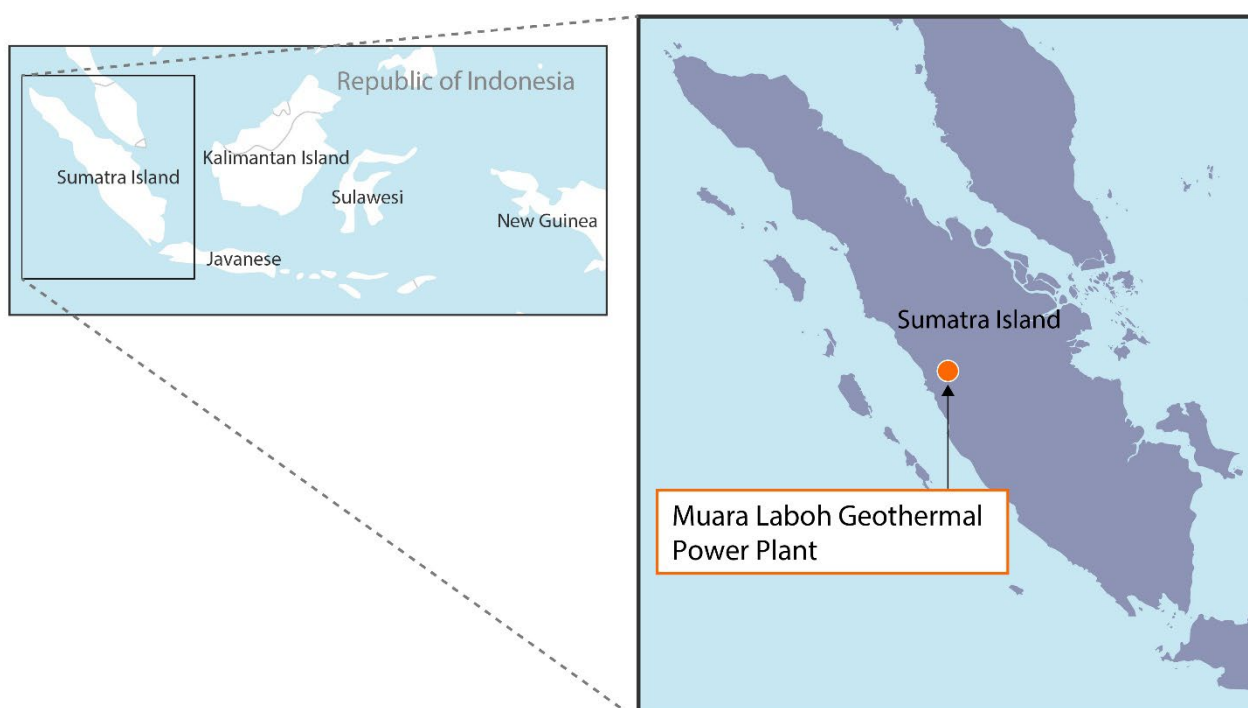 Republic of Indonesia
Kalimantan Island
Sumatra Island
Sulawesi
New Guinea
Javanese
Sumatra Island
Muara Laboh Geothermal
Power Plant